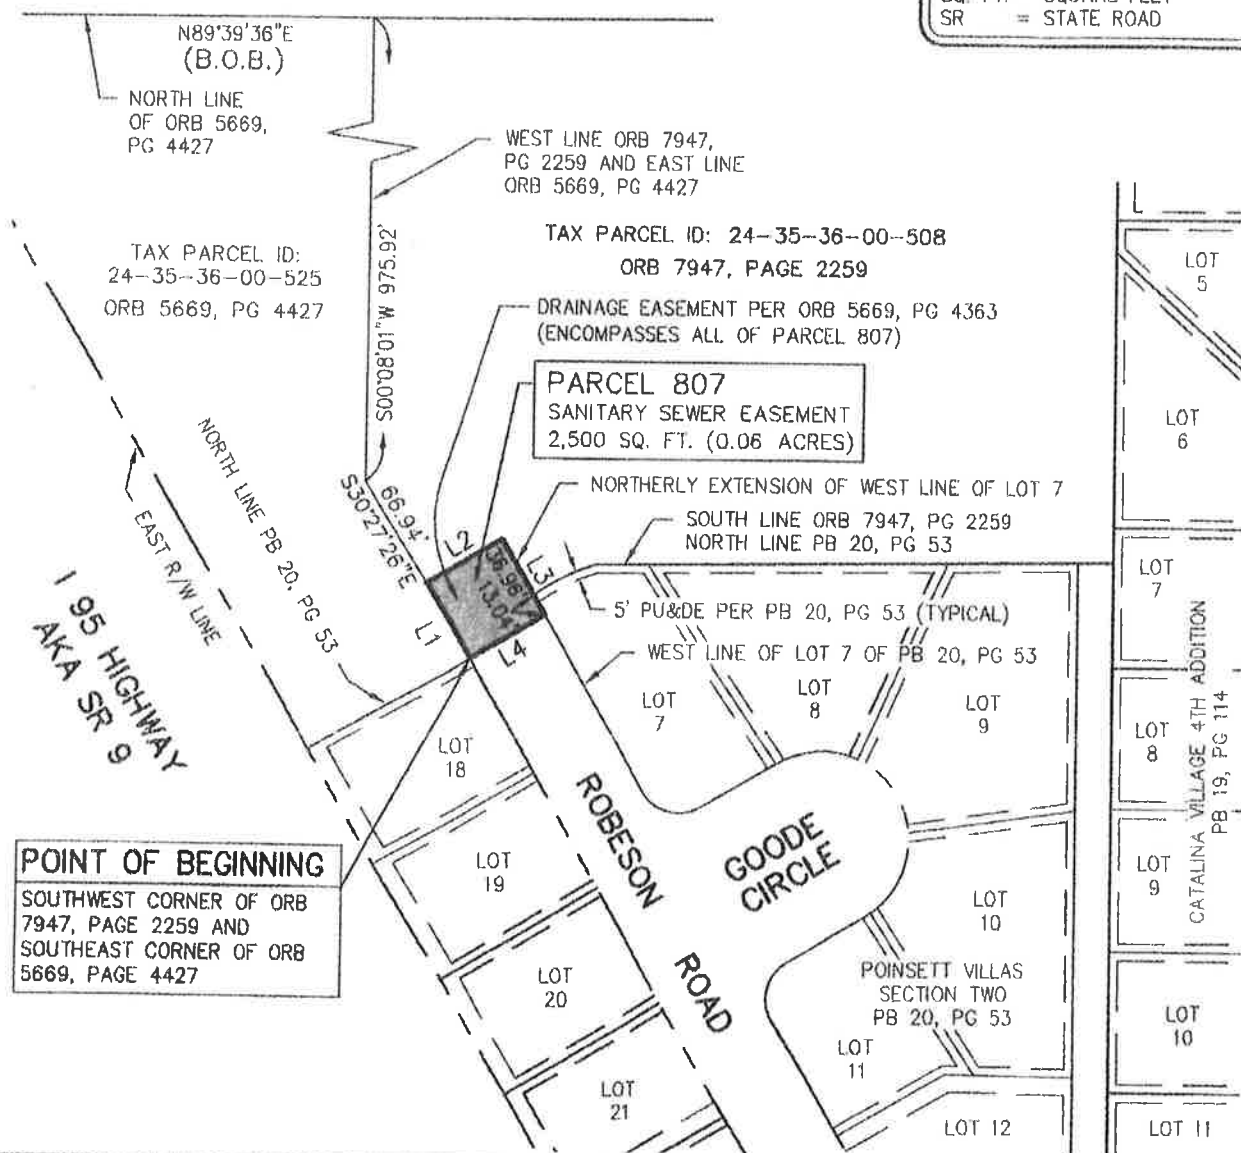 SR = STATE ROAD
N89°39'36"E
(B.O.B.)
NORTH LINE
OF ORB 5669,
PG 4427
WEST LINE ORB 7947,
PG 2259 AND EAST LINE
ORB 5669, PG 4427
TAX PARCEL ID:
24-35-36-00-525
ORB 5669, PG 4427
S00°08'01"W 975.92'
TAX PARCEL ID: 24-35-36-00-508
ORB 7947, PAGE 2259
DRAINAGE EASEMENT PER ORB 5669, PG 4363
(ENCOMPASSES ALL OF PARCEL 807)
PARCEL 807
SANITARY SEWER EASEMENT
2,500 SQ. FT. (0.06 ACRES)
NORTHERLY EXTENSION OF WEST LINE OF LOT 7
SOUTH LINE ORB 7947, PG 2259
NORTH LINE PB 20, PG 53
66.94'
S30°27'26"E
L2
36.96'
13.04'
L3
L1
L4
5' PU&DE PER PB 20, PG 53 (TYPICAL)
WEST LINE OF LOT 7 OF PB 20, PG 53
NORTH LINE PB 20, PG 53
EAST R/W LINE
I 95 HIGHWAY
AKA SR 9
POINT OF BEGINNING
SOUTHWEST CORNER OF ORB
7947, PAGE 2259 AND
SOUTHEAST CORNER OF ORB
5669, PAGE 4427
LOT
18
LOT
19
LOT
20
LOT
21
ROBESON
ROAD
GOODE
CIRCLE
LOT
7
LOT
8
LOT
9
LOT
10
POINSETT VILLAS
SECTION TWO
PB 20, PG 53
LOT
11
LOT 12
LOT
5
LOT
6
LOT
7
LOT
8
LOT
9
LOT
10
LOT 11
CATALINA VILLAGE 4TH ADDITION
PB 19, PG 114